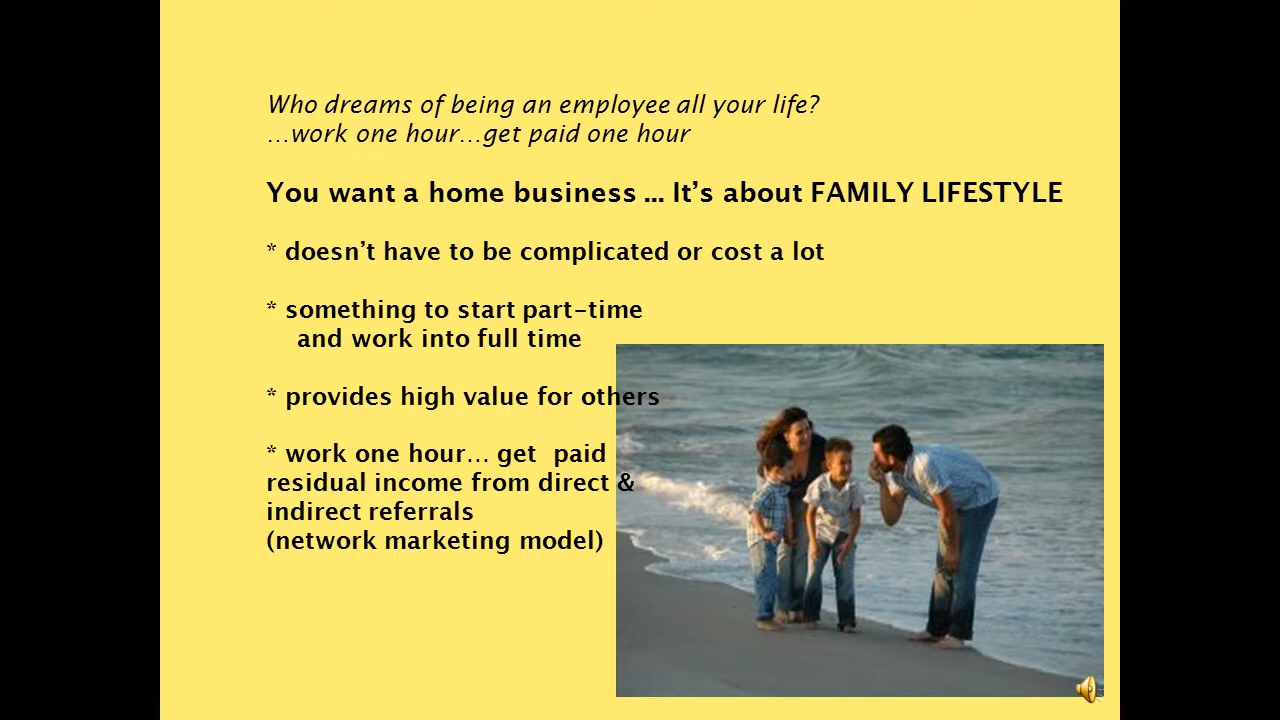 Who dreams of being an employee all your life?
…work one hour…get paid one hour
You want a home business ... It’s about FAMILY LIFESTYLE
* doesn’t have to be complicated or cost a lot
* something to start part-time
and work into full time
* provides high value for others
* work one hour… get  paid
residual income from direct &
indirect referrals
(network marketing model)